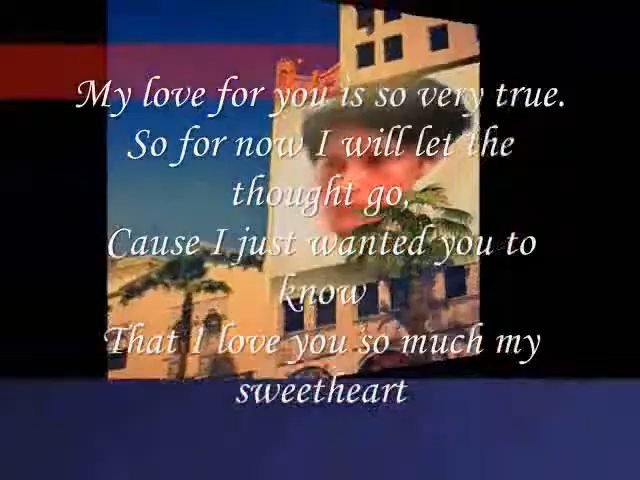 My love for you is so very true.
So for now I will let the
thought go,
Cause I just wanted you to
know
That I love you so much my
sweetheart